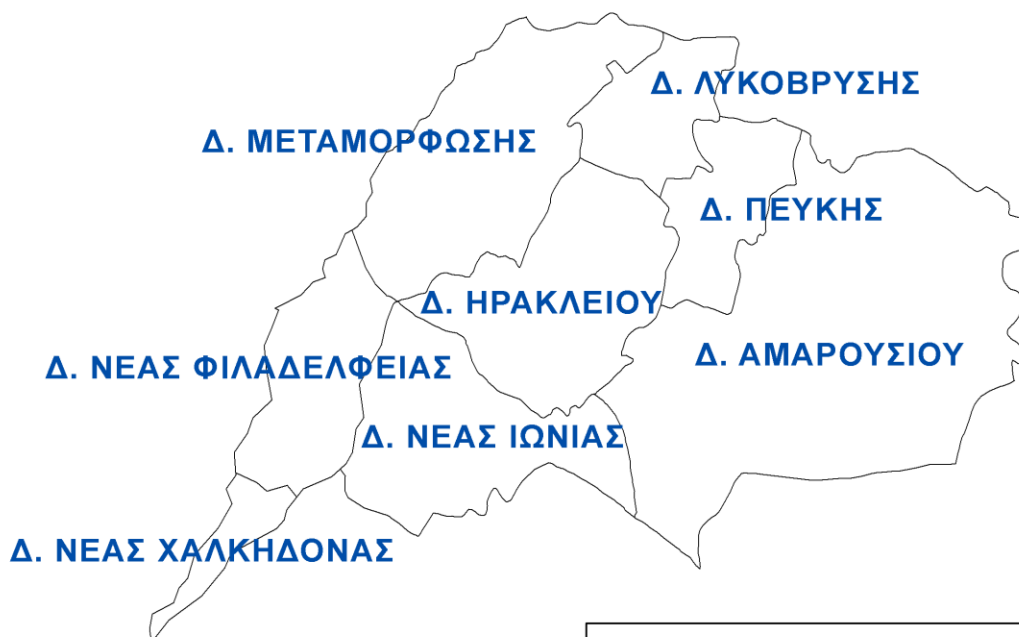 Δ. ΛΥΚΟΒΡΥΣΗΣ
Δ. ΜΕΤΑΜΟΡΦΩΣΗΣ
Δ. ΠΕΥΚΗΣ
Δ. ΗΡΑΚΛΕΙΟΥ
Δ. ΑΜΑΡΟΥΣΙΟΥ
Δ. ΝΕΑΣ ΦΙΛΑΔΕΛΦΕΙΑΣ
Δ. ΝΕΑΣ ΙΩΝΙΑΣ
Δ. ΝΕΑΣ ΧΑΛΚΗΔΟΝΑΣ